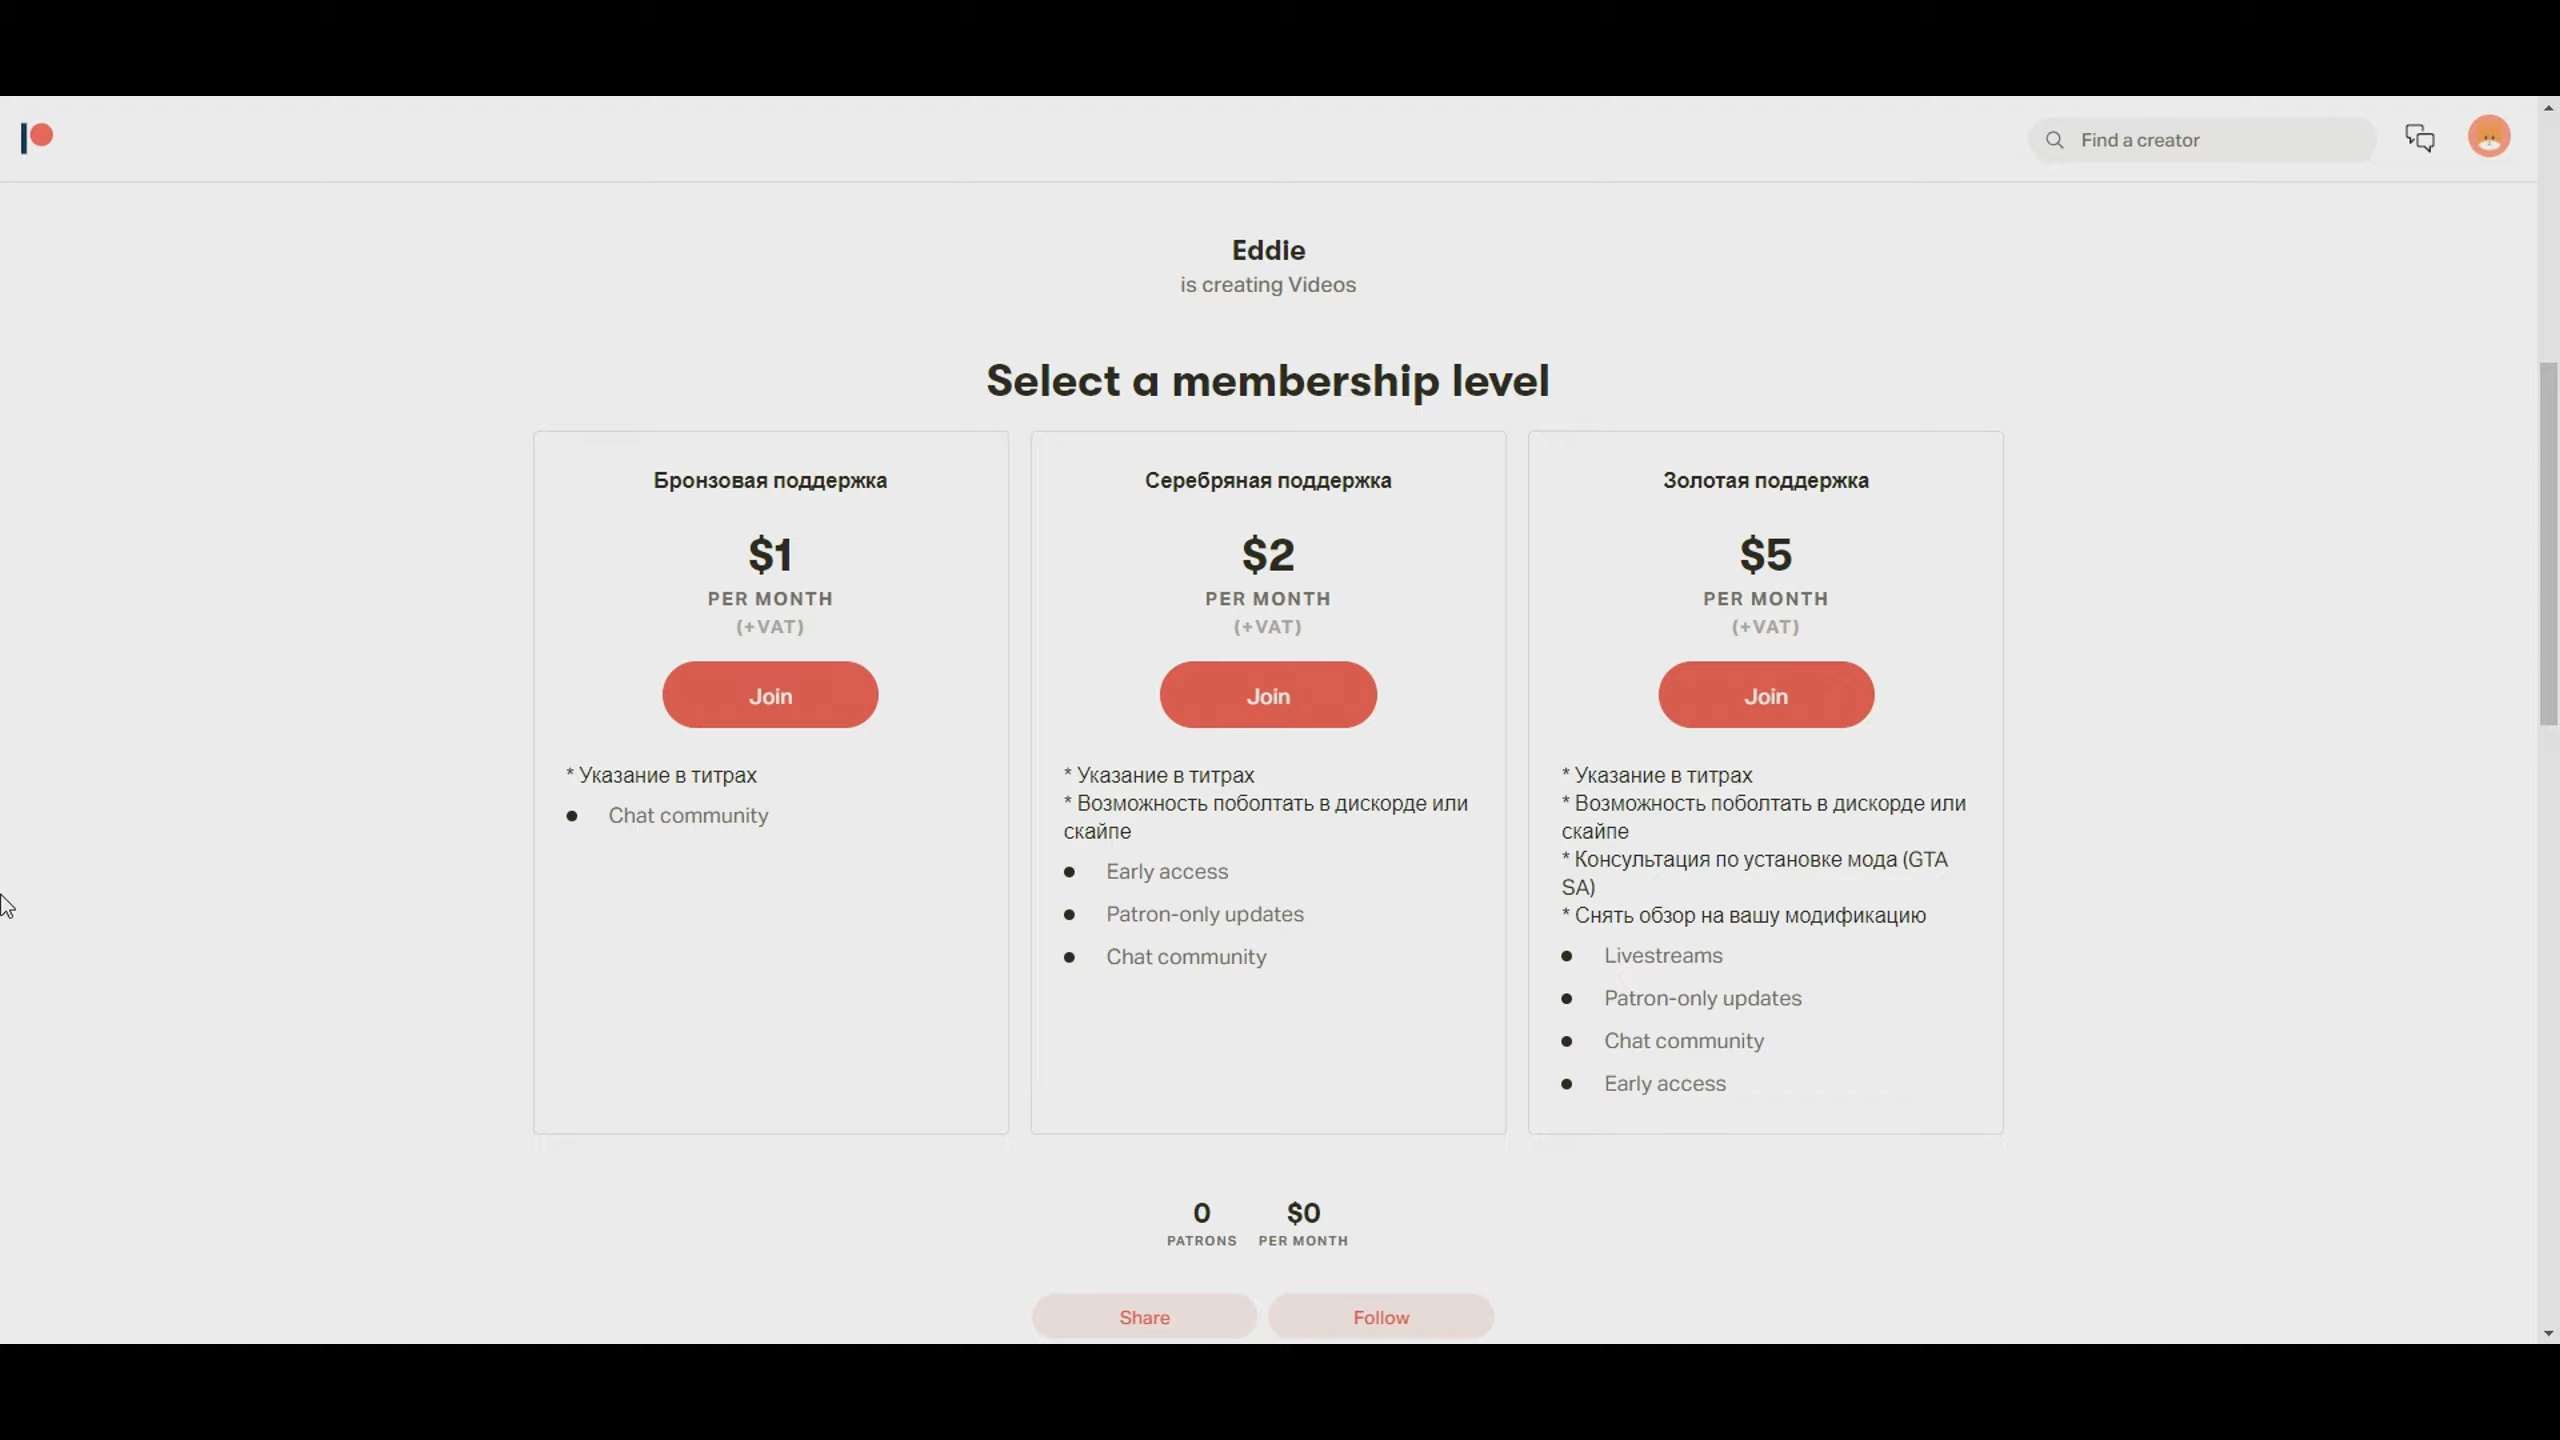 Find a creator
Eddie
is creating Videos
Select a membership level
Бронзовая поддержка
$1
PER MONTH
(+VAT)
Join
* Указание в титрах
Chat community
Серебряная поддержка
$2
PER MONTH
(+VAT)
Join
* Указание в титрах
* Возможность поболтать в дискорде или
скайпе
Early access
Patron-only updates
Chat community
Золотая поддержка
$5
PER MONTH
(+VAT)
Join
* Указание в титрах
* Возможность поболтать в дискорде или
скайпе
* Консультация по установке мода (GTA
SA)
* Снять обзор на вашу модификацию
Livestreams
Patron-only updates
Chat community
Early access
0 $0
PATRONS PER MONTH
Share Follow